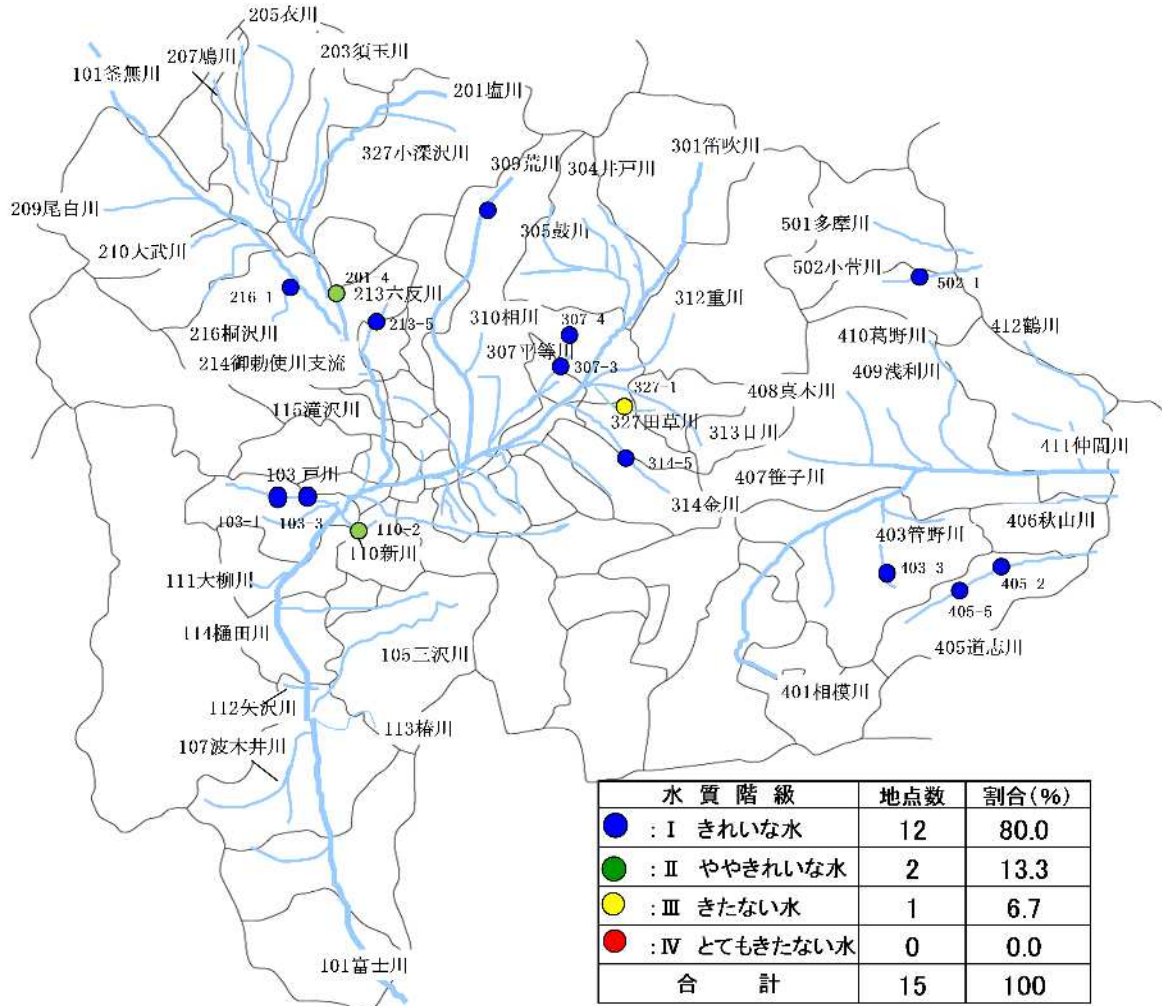 205衣川
207鳩川
203須玉川
101釜無川
201塩川
327小深沢川
309荒川
304井戸川
301笛吹川
209尾白川
305鼓川
501多摩川
210大武川
502小菅川
502-1
201-4
216-1
213六反川
213-5
216桐沢川
214御勅使川支流
310相川
307-4
312重川
307平等川
307-3
410葛野川
412鶴川
409浅利川
327-1
408真木川
115滝沢川
327田草川
313日川
411仲間川
103戸川
314-5
407笹子川
314金川
103-1
103-3
110-2
110新川
406秋山川
403菅野川
403-3
405-2
405-5
111大柳川
114樋田川
105三沢川
405道志川
401相模川
112矢沢川
113椿川
107波木井川
101富士川
水質階級 地点数 割合(%)
:Ⅰ きれいな水 12 80.0
:Ⅱ ややきれいな水 2 13.3
:Ⅲ きたない水 1 6.7
:Ⅳ とてもきたない水 0 0.0
合計 15 100